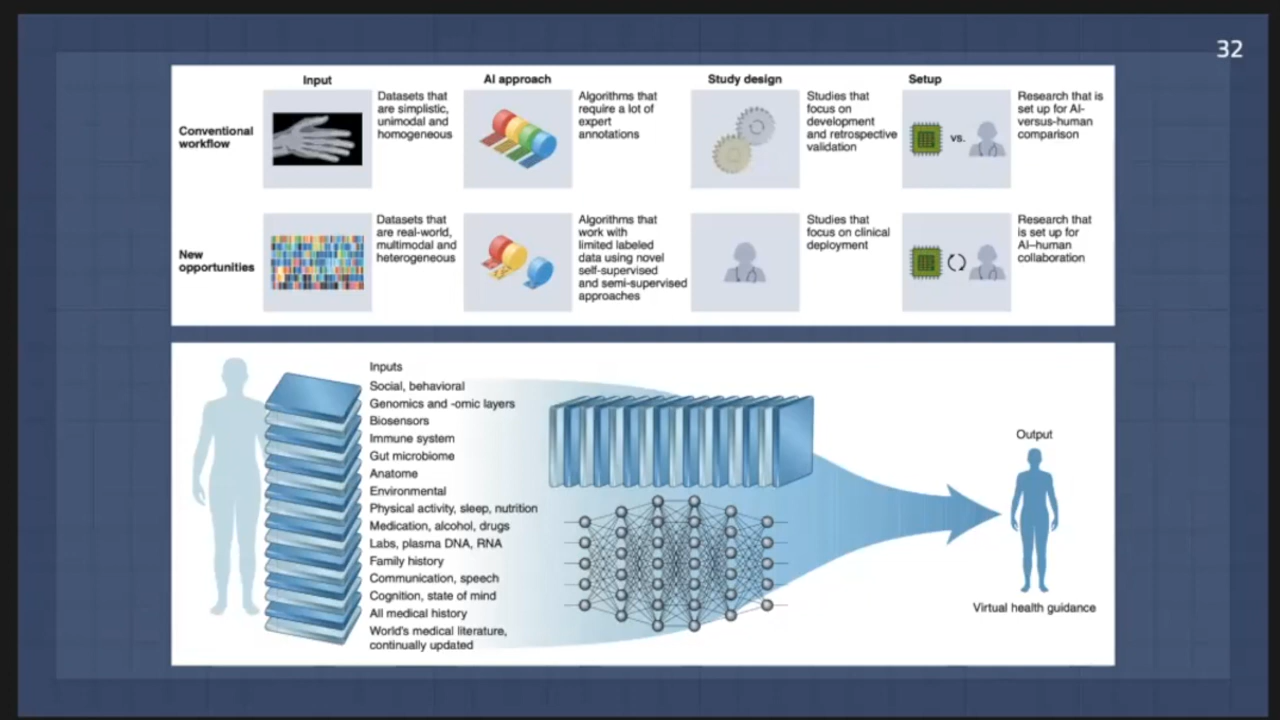 32
Input
AI approach
Study design
Setup
Conventional
workflow
Datasets that
are simplistic,
unimodal and
homogeneous
Algorithms that
require a lot of
expert
annotations
Studies that
focus on
development
and retrospective
validation
vs.
Research that is
set up for AI-
versus-human
comparison
New
opportunities
Datasets that
are real-world,
multimodal and
heterogeneous
Algorithms that
work with
limited labeled
data using novel
self-supervised
and semi-supervised
approaches
Studies that
focus on clinical
deployment
Research that
is set up for
AI–human
collaboration
Inputs
Social, behavioral
Genomics and -omic layers
Biosensors
Immune system
Gut microbiome
Anatome
Environmental
Physical activity, sleep, nutrition
Medication, alcohol, drugs
Labs, plasma DNA, RNA
Family history
Communication, speech
Cognition, state of mind
All medical history
World's medical literature,
continually updated
Output
Virtual health guidance